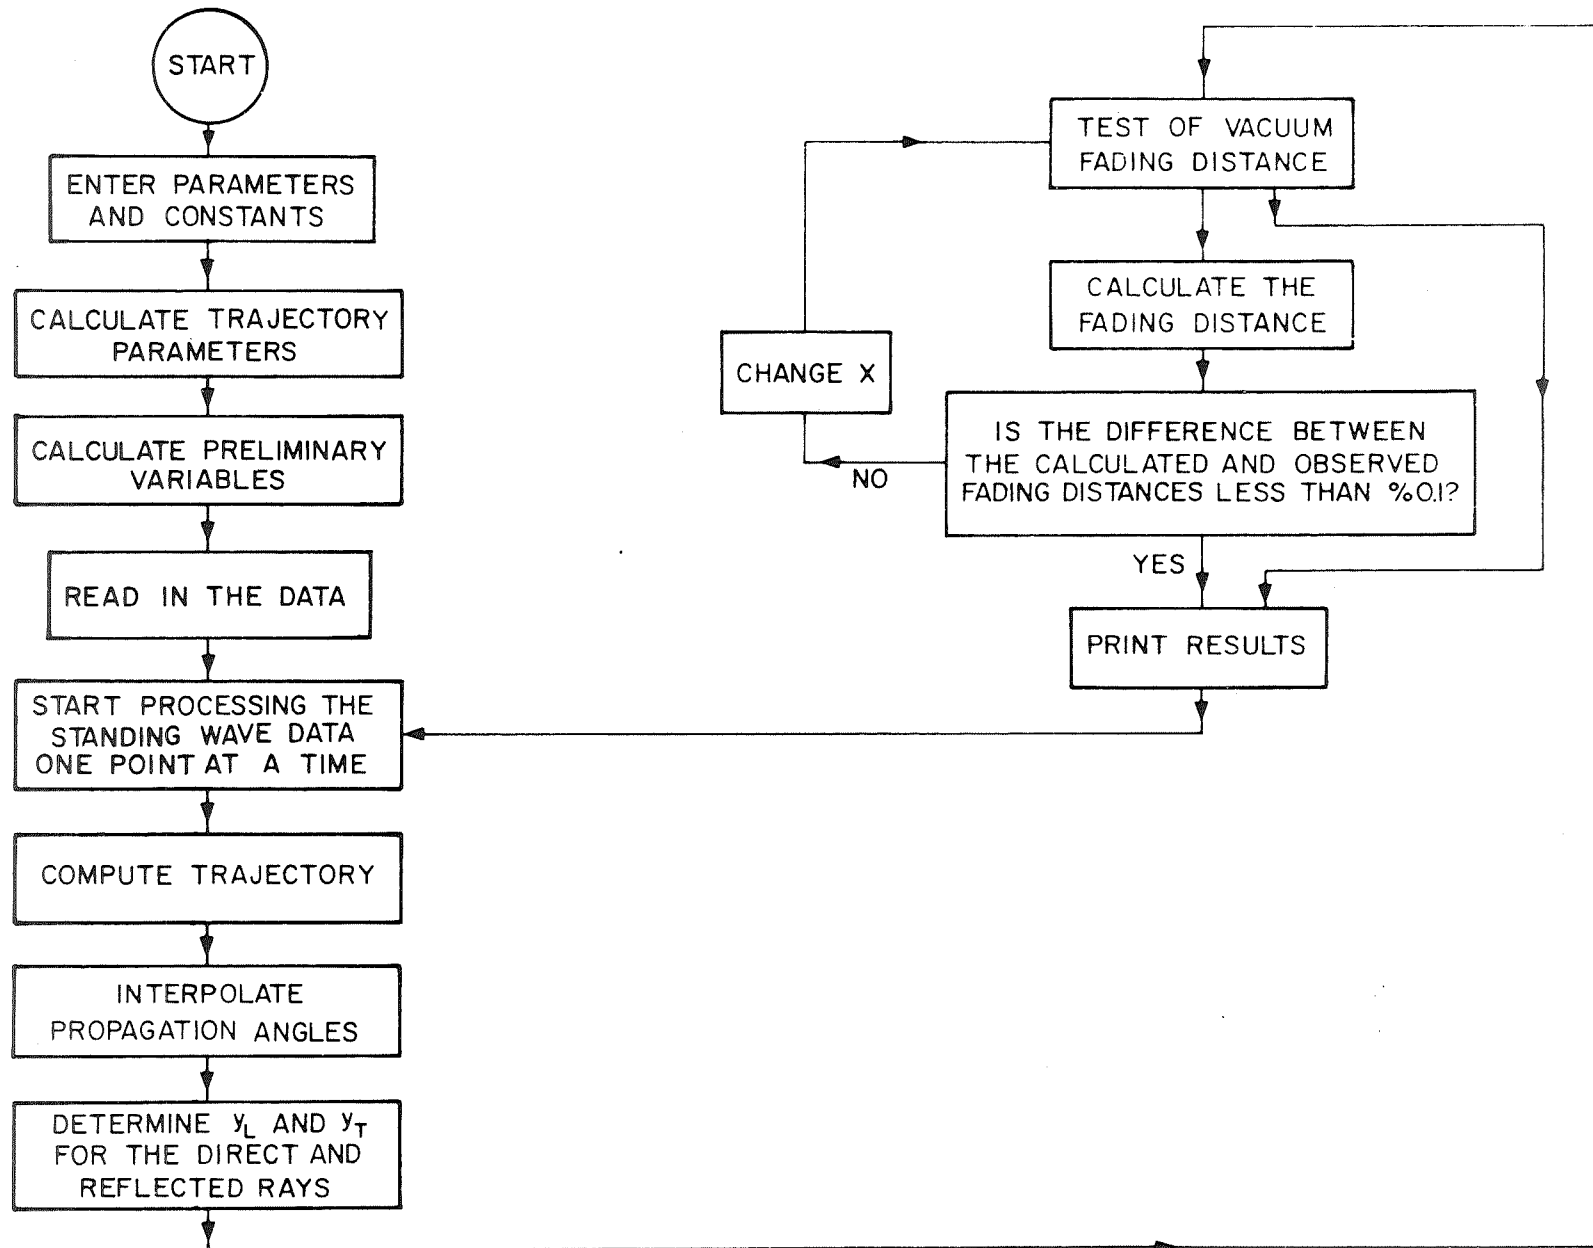 START
ENTER PARAMETERS
AND CONSTANTS
CALCULATE TRAJECTORY
PARAMETERS
CALCULATE PRELIMINARY
VARIABLES
READ IN THE DATA
START PROCESSING THE
STANDING WAVE DATA
ONE POINT AT A TIME
COMPUTE TRAJECTORY
INTERPOLATE
PROPAGATION ANGLES
DETERMINE yL AND yT
FOR THE DIRECT AND
REFLECTED RAYS
TEST OF VACUUM
FADING DISTANCE
CALCULATE THE
FADING DISTANCE
CHANGE X
IS THE DIFFERENCE BETWEEN
THE CALCULATED AND OBSERVED
FADING DISTANCES LESS THAN %0.1?
NO
YES
PRINT RESULTS